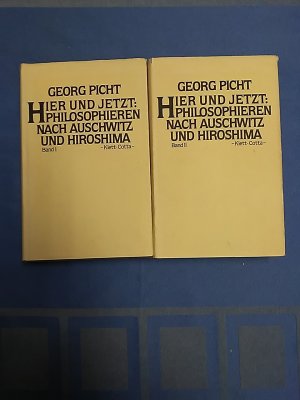 GEORG PICHT
HIER UND JETZT:
PHILOSOPHIEREN
NACH AUSCHWITZ
UND HIROSHIMA
Band I
-Klett-Cotta-
GEORG PICHT
HIER UND JETZT:
PHILOSOPHIEREN
NACH AUSCHWITZ
UND HIROSHIMA
Band II
-Klett-Cotta-